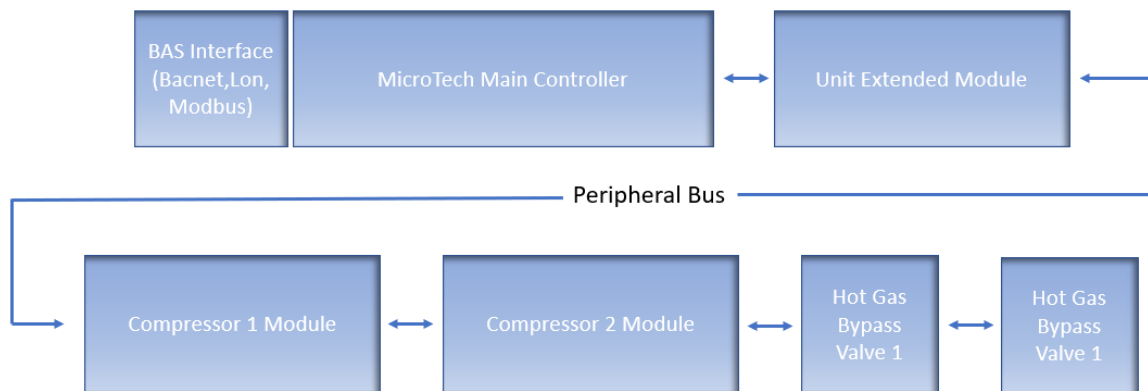 BAS Interface
(Bacnet,Lon,
Modbus)
MicroTech Main Controller
Unit Extended Module
Peripheral Bus
Compressor 1 Module
Compressor 2 Module
Hot Gas
Bypass
Valve 1
Hot Gas
Bypass
Valve 1